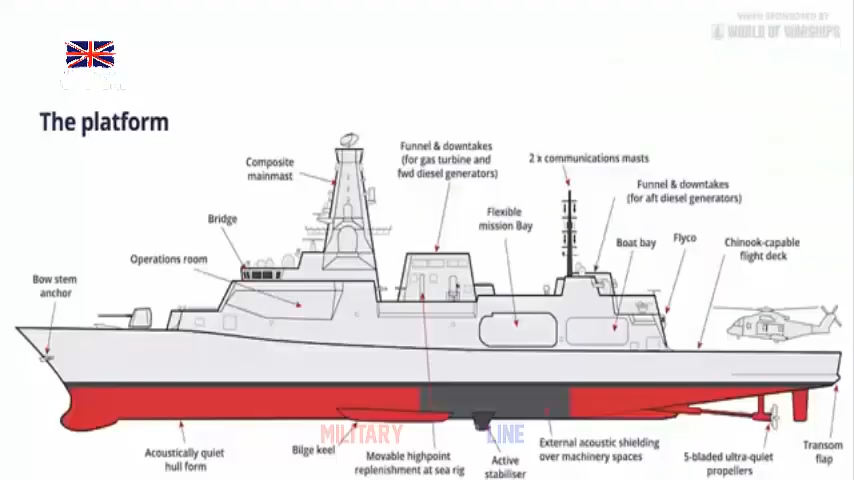 WHEN SPONSORED BY
WORLD OF WARSHIPS
The platform
Composite
mainmast
Funnel & downtakes
(for gas turbine and
fwd diesel generators)
2 x communications masts
Funnel & downtakes
(for aft diesel generators)
Bridge
Flexible
mission Bay
Boat bay
Flyco
Chinook-capable
flight deck
Operations room
Bow stem
anchor
MILITARY LINE
Acoustically quiet
hull form
Bilge keel
Movable highpoint
replenishment at sea rig
Active
stabiliser
External acoustic shielding
over machinery spaces
5-bladed ultra-quiet
propellers
Transom
flap